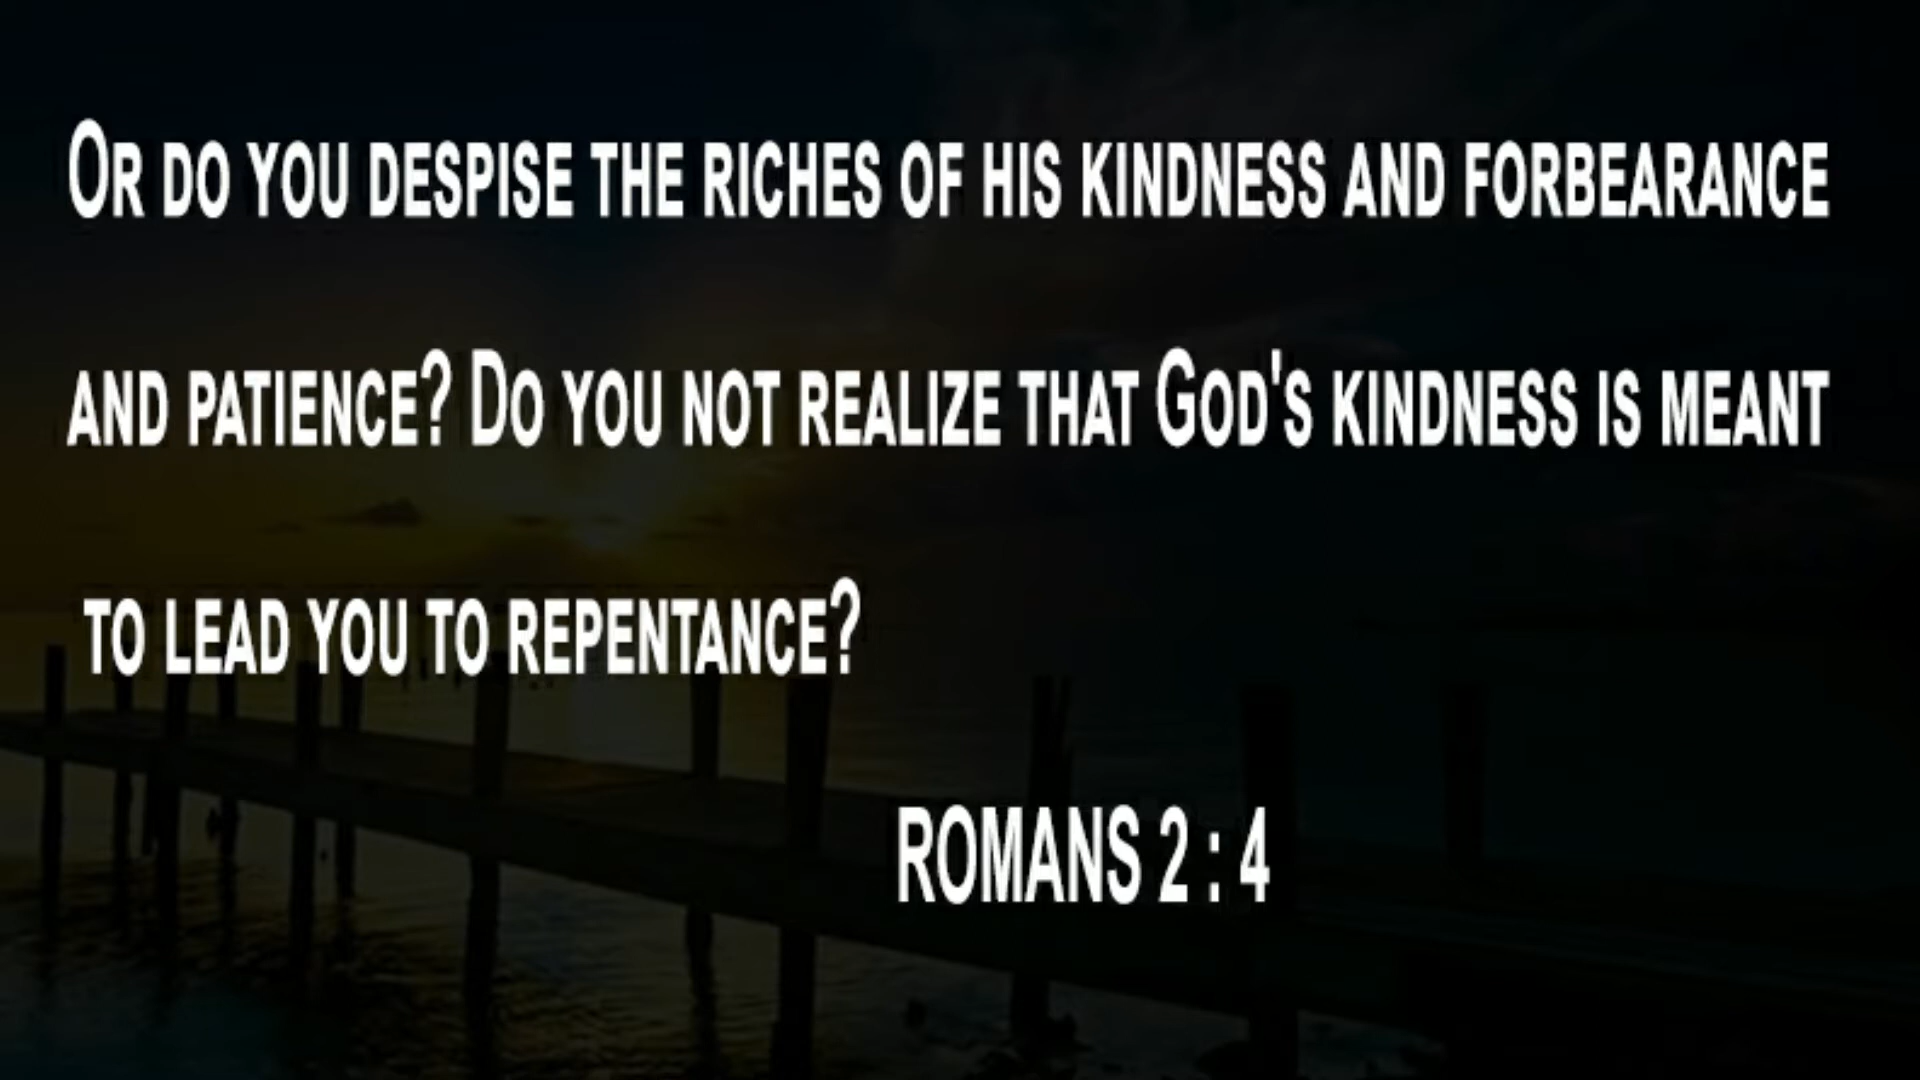 Or do you despise the riches of his kindness and forbearance
and patience? Do you not realize that God's kindness is meant
to lead you to repentance?
ROMANS 2 : 4